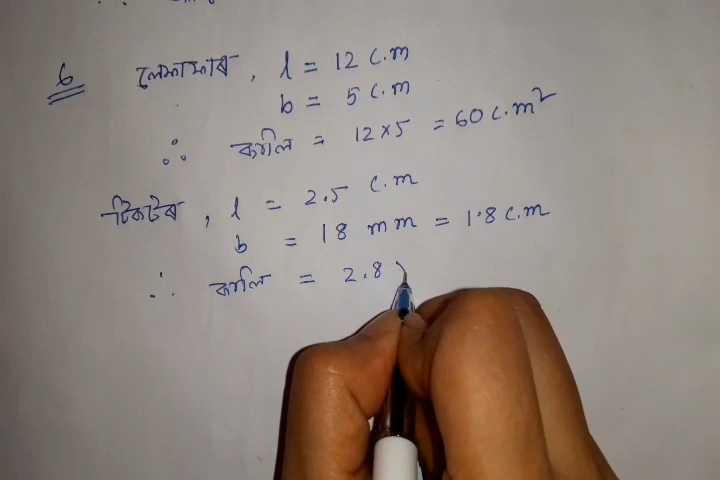 6 লেফাফাৰ, l = 12 c.m
b = 5 c.m
∴ কালি = 12 × 5 = 60 c.m²
টিকটৰ, l = 2.5 c.m
b = 18 mm = 1.8 c.m
∴ কালি = 2.8